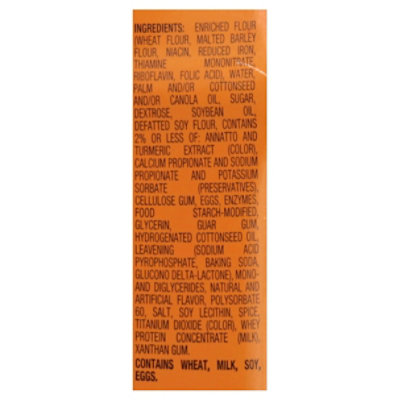 INGREDIENTS: ENRICHED FLOUR
(WHEAT FLOUR, MALTED BARLEY
FLOUR, NIACIN, REDUCED IRON,
THIAMINE MONONITRATE,
RIBOFLAVIN, FOLIC ACID), WATER,
PALM AND/OR COTTONSEED
AND/OR CANOLA OIL, SUGAR,
DEXTROSE, SOYBEAN OIL,
DEFATTED SOY FLOUR, CONTAINS
2% OR LESS OF: ANNATTO AND
TURMERIC EXTRACT (COLOR),
CALCIUM PROPIONATE AND SODIUM
PROPIONATE AND POTASSIUM
SORBATE (PRESERVATIVES),
CELLULOSE GUM, EGGS, ENZYMES,
FOOD STARCH-MODIFIED,
GLYCERIN, GUAR GUM,
HYDROGENATED COTTONSEED OIL,
LEAVENING (SODIUM ACID
PYROPHOSPHATE, BAKING SODA,
GLUCONO DELTA-LACTONE), MONO-
AND DIGLYCERIDES, NATURAL AND
ARTIFICIAL FLAVOR, POLYSORBATE
60, SALT, SOY LECITHIN, SPICE,
TITANIUM DIOXIDE (COLOR), WHEY
PROTEIN CONCENTRATE (MILK),
XANTHAN GUM.
CONTAINS WHEAT, MILK, SOY,
EGGS.